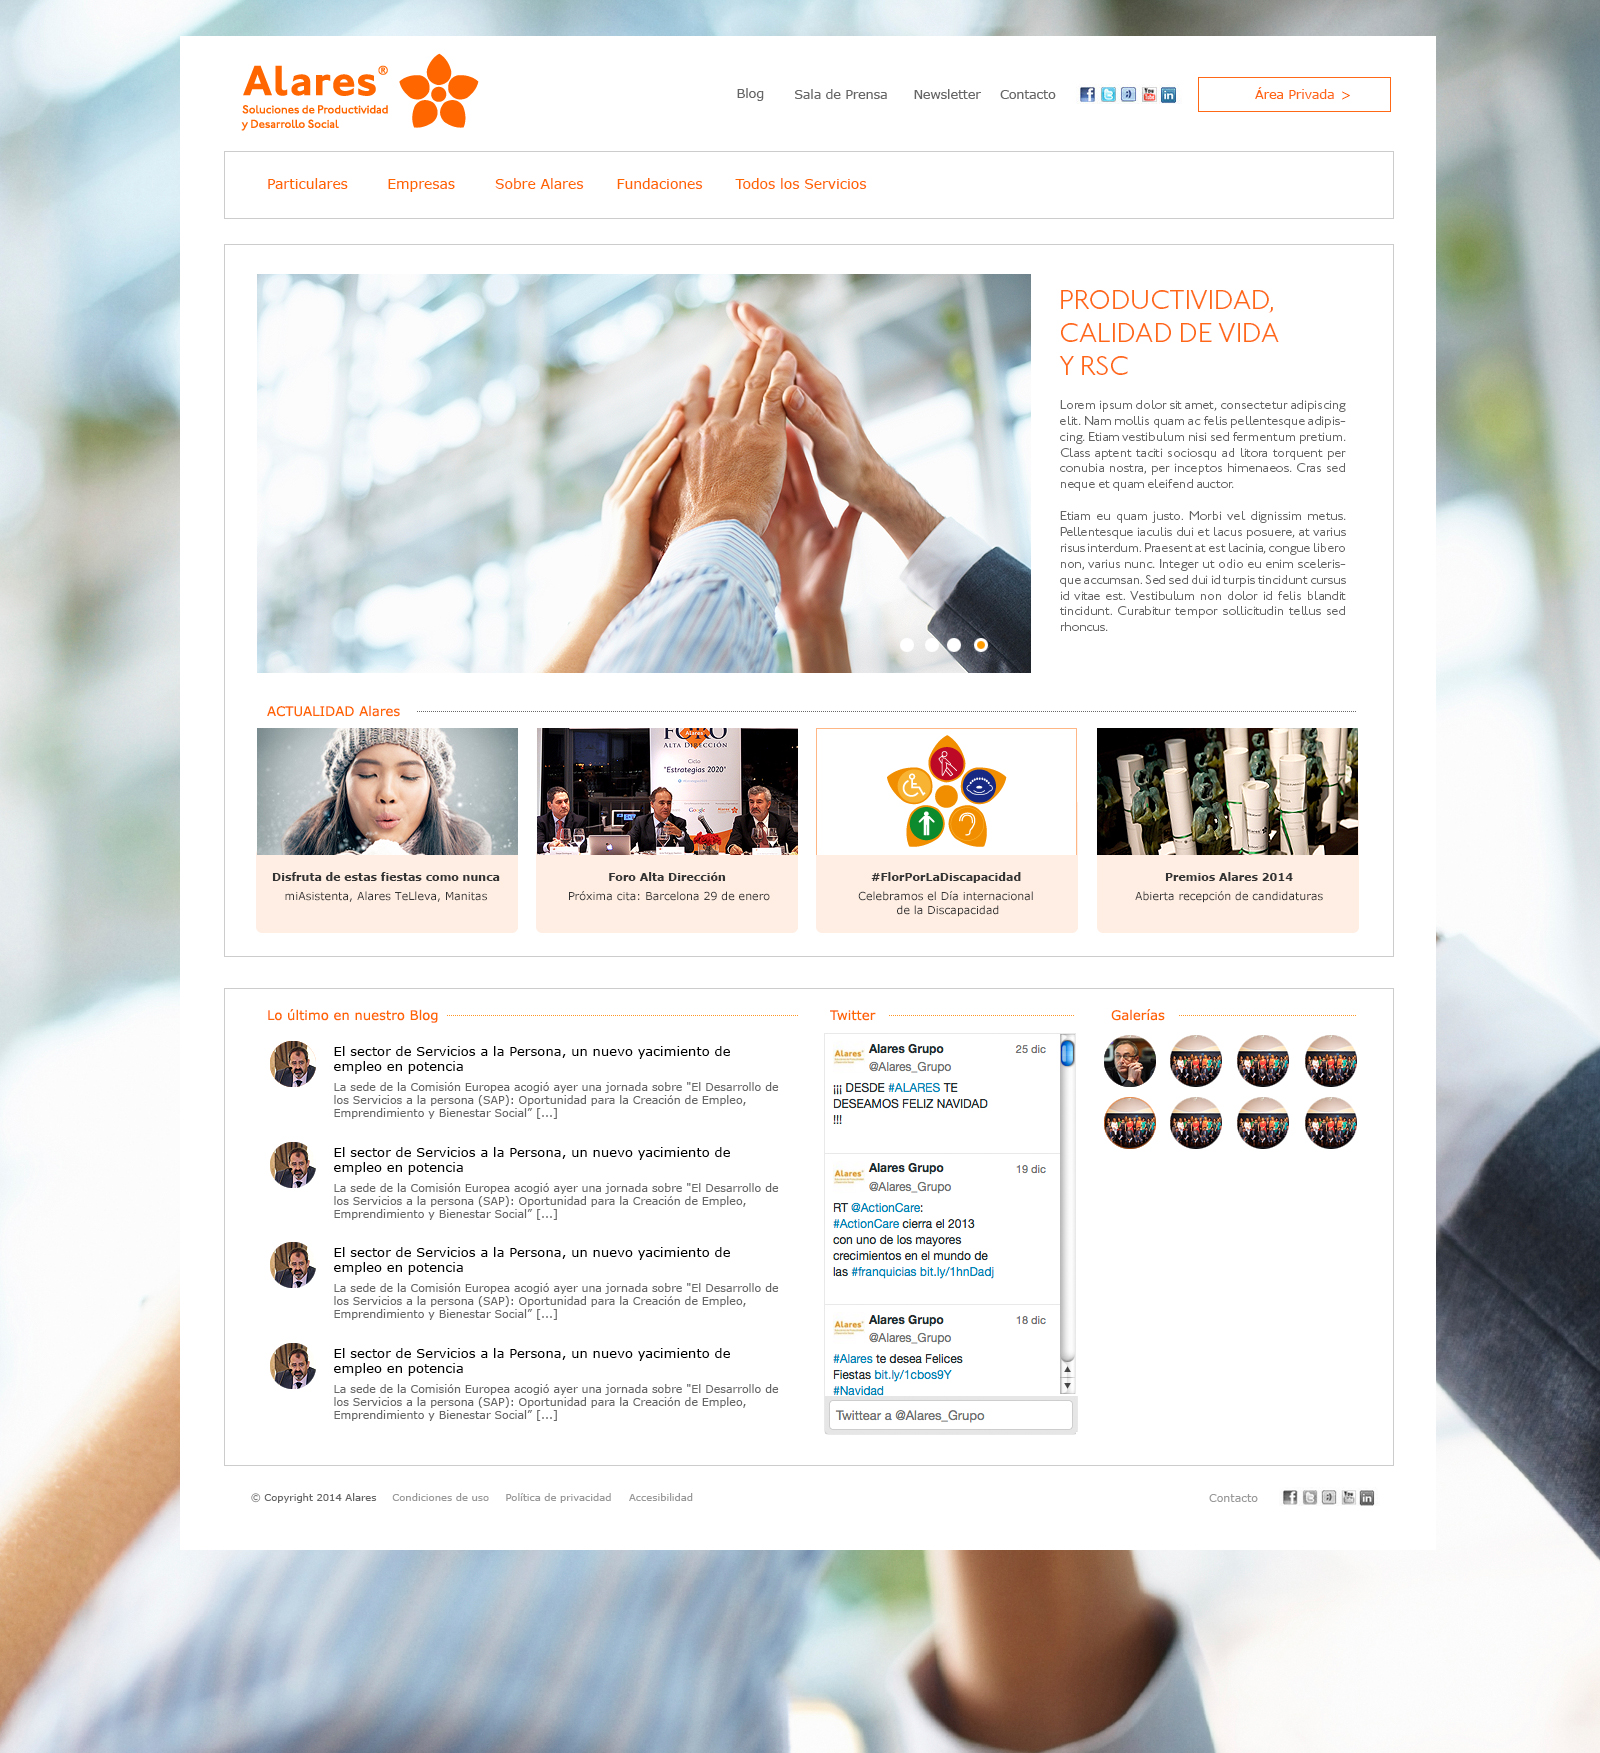 Alares®
Soluciones de Productividad
y Desarrollo Social
Blog
Sala de Prensa
Newsletter
Contacto
Área Privada >
Particulares
Empresas
Sobre Alares
Fundaciones
Todos los Servicios
PRODUCTIVIDAD,
CALIDAD DE VIDA
Y RSC
Lorem ipsum dolor sit amet, consectetur adipiscing
elit. Nam mollis quam ac felis pellentesque adipis-
cing. Etiam vestibulum nisi sed fermentum pretium.
Class aptent taciti sociosqu ad litora torquent per
conubia nostra, per inceptos himenaeos. Cras sed
neque et quam eleifend auctor.
Etiam eu quam justo. Morbi vel dignissim metus.
Pellentesque iaculis dui et lacus posuere, at varius
risus interdum. Praesent at est lacinia, congue libero
non, varius nunc. Integer ut odio eu enim sceleris-
que accumsan. Sed sed dui id turpis tincidunt cursus
id vitae est. Vestibulum non dolor id felis blandit
tincidunt. Curabitur tempor sollicitudin tellus sed
rhoncus.
ACTUALIDAD Alares
Alares
FORO
ALTA DIRECCIÓN
Ciclo
"Estrategias 2020"
Google
Disfruta de estas fiestas como nunca
miAsistenta, Alares TeLleva, Manitas
Foro Alta Dirección
Próxima cita: Barcelona 29 de enero
#FlorPorLaDiscapacidad
Celebramos el Día internacional
de la Discapacidad
Premios Alares 2014
Abierta recepción de candidaturas
Lo último en nuestro Blog
El sector de Servicios a la Persona, un nuevo yacimiento de
empleo en potencia
La sede de la Comisión Europea acogió ayer una jornada sobre "El Desarrollo de
los Servicios a la persona (SAP): Oportunidad para la Creación de Empleo,
Emprendimiento y Bienestar Social” [...]
El sector de Servicios a la Persona, un nuevo yacimiento de
empleo en potencia
La sede de la Comisión Europea acogió ayer una jornada sobre "El Desarrollo de
los Servicios a la persona (SAP): Oportunidad para la Creación de Empleo,
Emprendimiento y Bienestar Social” [...]
El sector de Servicios a la Persona, un nuevo yacimiento de
empleo en potencia
La sede de la Comisión Europea acogió ayer una jornada sobre "El Desarrollo de
los Servicios a la persona (SAP): Oportunidad para la Creación de Empleo,
Emprendimiento y Bienestar Social” [...]
El sector de Servicios a la Persona, un nuevo yacimiento de
empleo en potencia
La sede de la Comisión Europea acogió ayer una jornada sobre "El Desarrollo de
los Servicios a la persona (SAP): Oportunidad para la Creación de Empleo,
Emprendimiento y Bienestar Social” [...]
Twitter
Alares
Alares Grupo
25 dic
@Alares_Grupo
¡¡¡ DESDE #ALARES TE
DESEAMOS FELIZ NAVIDAD
!!!
Alares
Alares Grupo
19 dic
@Alares_Grupo
RT @ActionCare:
#ActionCare cierra el 2013
con uno de los mayores
crecimientos en el mundo de
las #franquicias bit.ly/1hnDadj
Alares
Alares Grupo
18 dic
@Alares_Grupo
#Alares te desea Felices
Fiestas bit.ly/1cbos9Y
#Navidad
Twittear a @Alares_Grupo
Galerías
© Copyright 2014 Alares
Condiciones de uso
Política de privacidad
Accesibilidad
Contacto